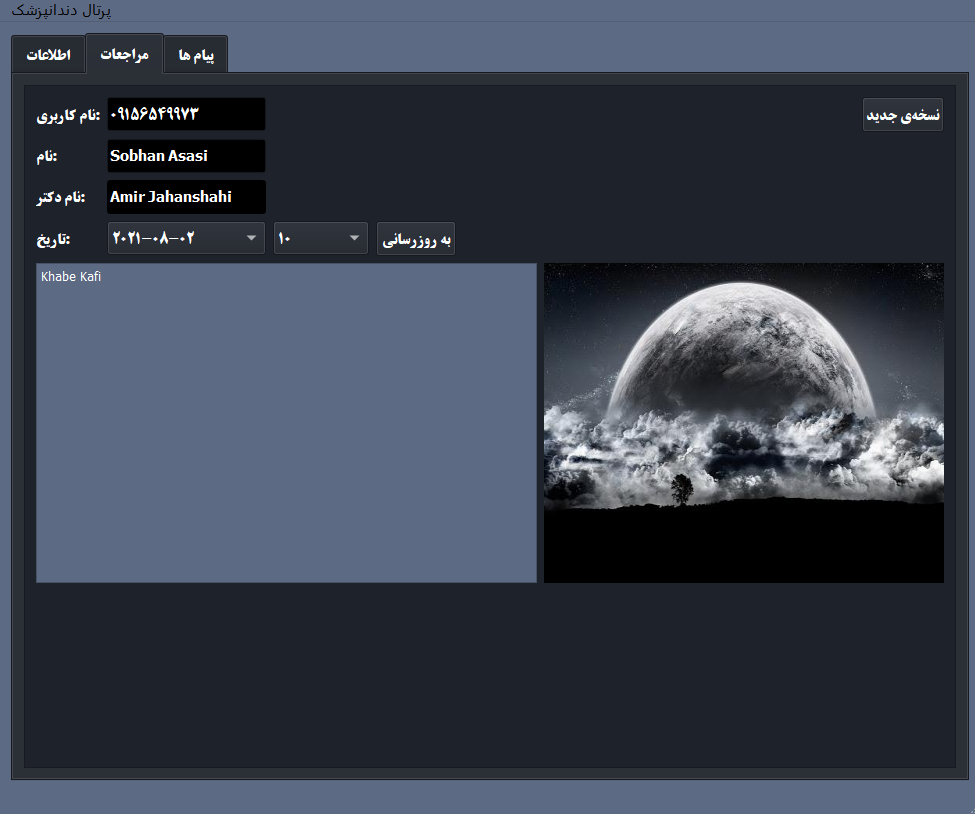 پرتال دندانپزشک
اطلاعات
مراجعات
پیام ها
نام کاربری: ۰۹۱۵۶۵۴۹۹۷۳
نسخه‌ی جدید
نام: Sobhan Asasi
نام دکتر: Amir Jahanshahi
تاریخ: ۲۰۲۱-۰۸-۰۲ ۱۰ به روزرسانی
Khabe Kafi